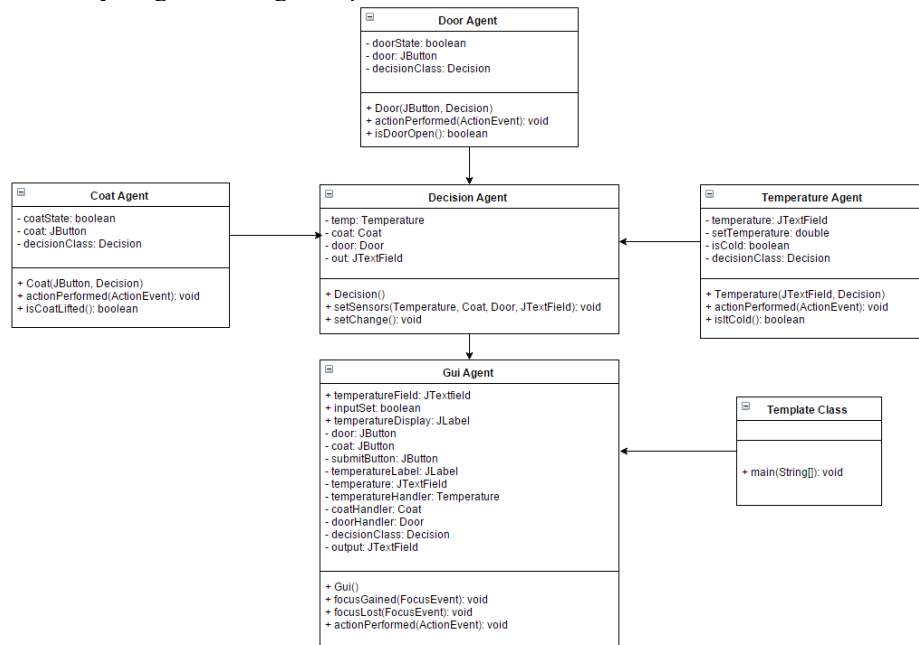 Door Agent
- doorState: boolean
- door: JButton
- decisionClass: Decision
+ Door(JButton, Decision)
+ actionPerformed(ActionEvent): void
+ isDoorOpen(): boolean
Coat Agent
- coatState: boolean
- coat: JButton
- decisionClass: Decision
+ Coat(JButton, Decision)
+ actionPerformed(ActionEvent): void
+ isCoatLifted(): boolean
Decision Agent
- temp: Temperature
- coat: Coat
- door: Door
- out: JTextField
+ Decision()
+ setSensors(Temperature, Coat, Door, JTextField): void
+ setChange(): void
Temperature Agent
- temperature: JTextField
- setTemperature: double
- isCold: boolean
- decisionClass: Decision
+ Temperature(JTextField, Decision)
+ actionPerformed(ActionEvent): void
+ isItCold(): boolean
Gui Agent
+ temperatureField: JTextfield
+ inputSet: boolean
+ temperatureDisplay: JLabel
- door: JButton
- coat: JButton
- submitButton: JButton
- temperatureLabel: JLabel
- temperature: JTextField
- temperatureHandler: Temperature
- coatHandler: Coat
- doorHandler: Door
- decisionClass: Decision
- output: JTextField
+ Gui()
+ focusGained(FocusEvent): void
+ focusLost(FocusEvent): void
+ actionPerformed(ActionEvent): void
Template Class
+ main(String[]): void